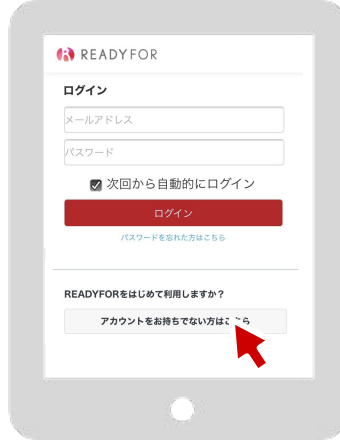 READYFOR
ログイン
メールアドレス
パスワード
次回から自動的にログイン
ログイン
パスワードを忘れた方はこちら
READYFORをはじめて利用しますか？
アカウントをお持ちでない方はこちら